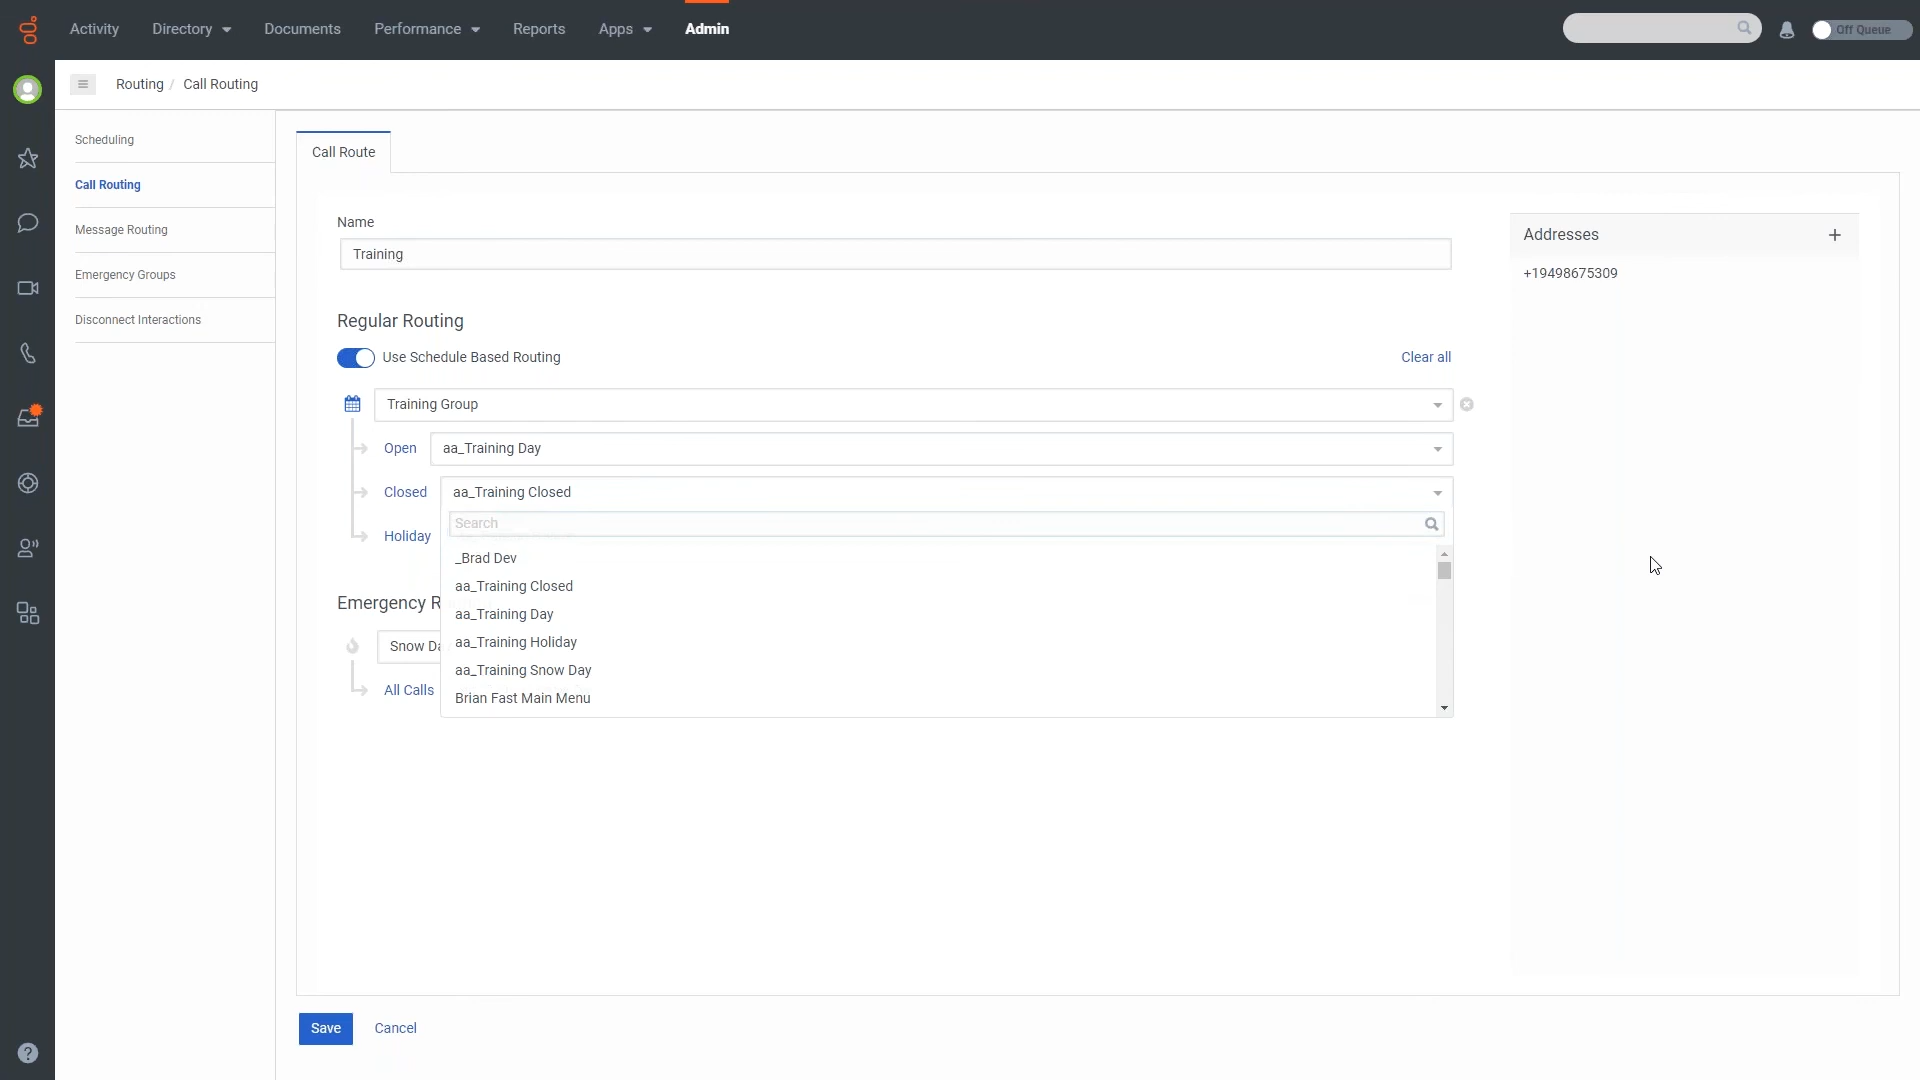 Activity
Directory
Documents
Performance
Reports
Apps
Admin
Off Queue
Routing / Call Routing
Scheduling
Call Routing
Message Routing
Emergency Groups
Disconnect Interactions
Call Route
Name
Training
Regular Routing
Use Schedule Based Routing
Clear all
Training Group
Open
aa_Training Day
Closed
aa_Training Closed
Search
Holiday
_Brad Dev
aa_Training Closed
aa_Training Day
aa_Training Holiday
aa_Training Snow Day
Brian Fast Main Menu
Emergency R
Snow Da
All Calls
Addresses
+
+19498675309
Save
Cancel
?